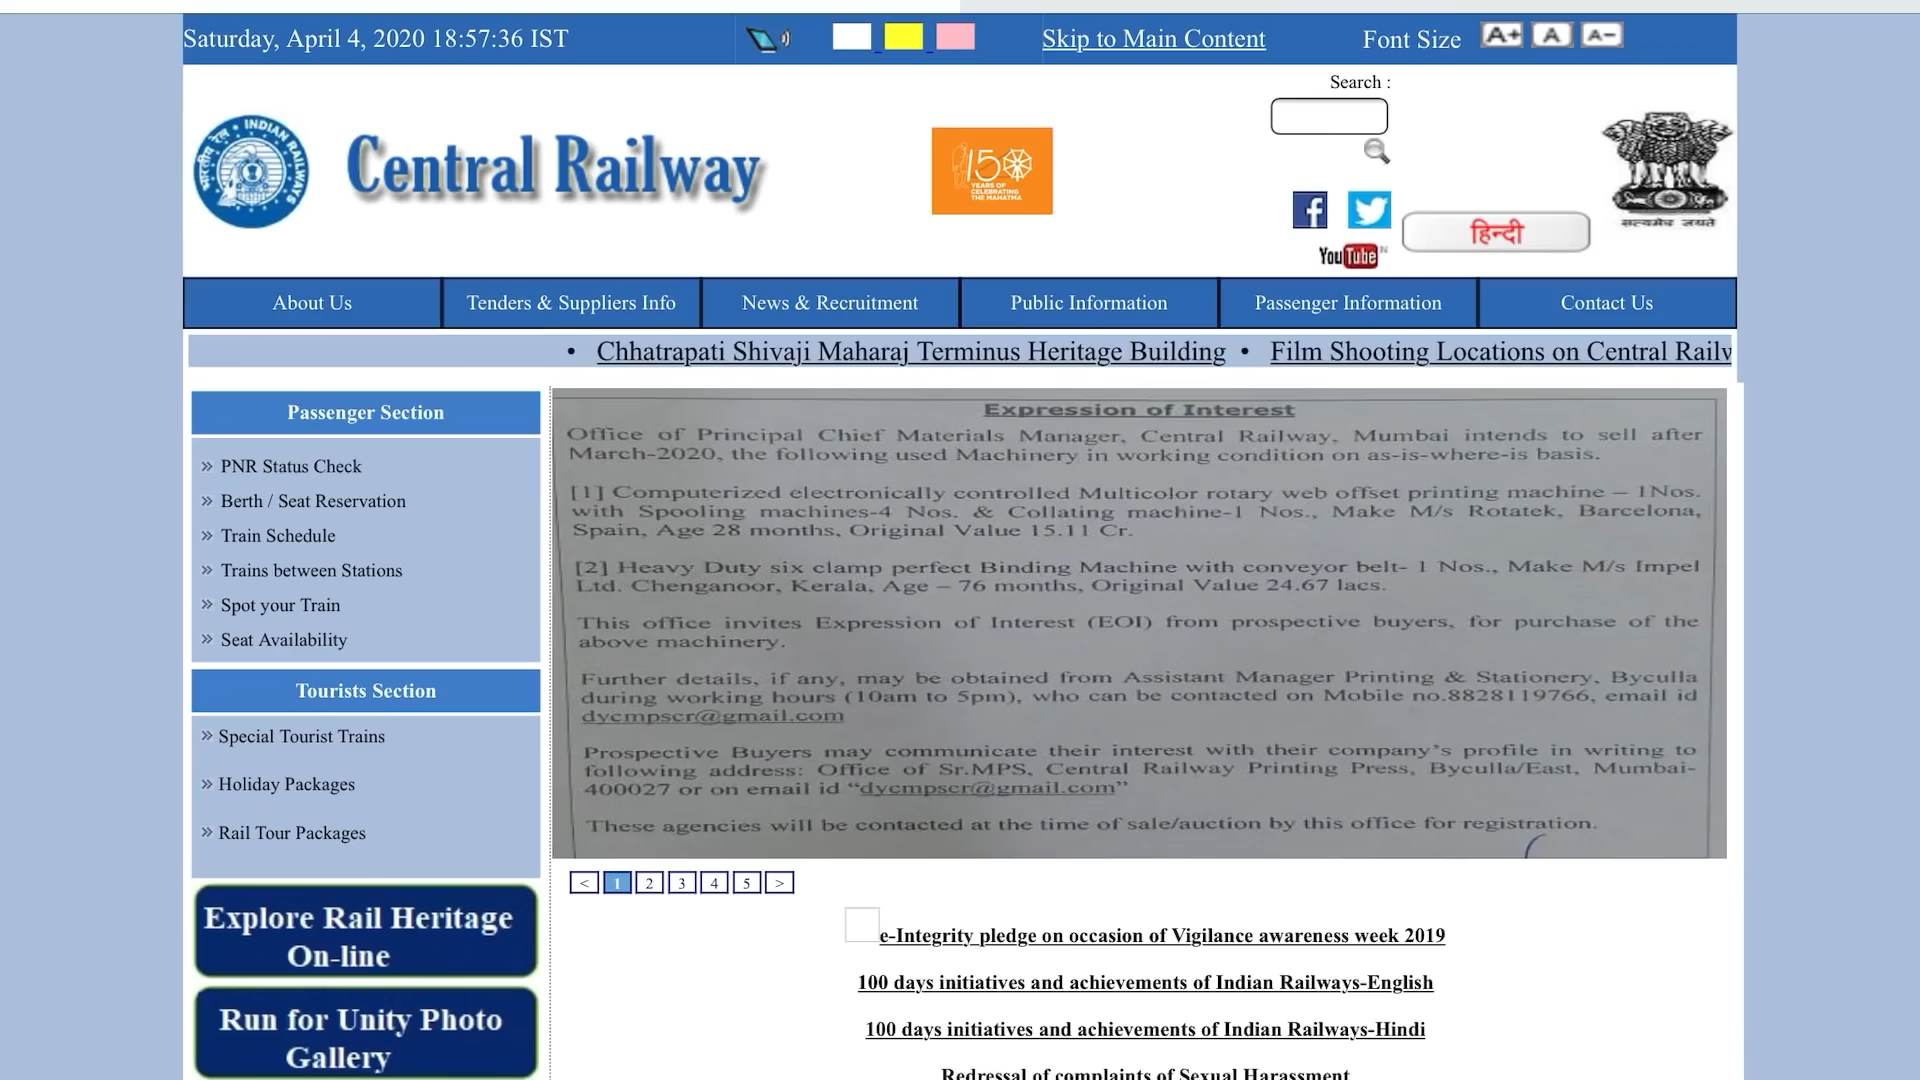 Saturday, April 4, 2020 18:57:36 IST
Skip to Main Content
Font Size
A+ A A-
Search :
INDIAN RAILWAYS
भारतीय रेल
Central Railway
150
YEARS OF
CELEBRATING
THE MAHATMA
You Tube IN
हिन्दी
सत्यमेव जयते
About Us
Tenders & Suppliers Info
News & Recruitment
Public Information
Passenger Information
Contact Us
• Chhatrapati Shivaji Maharaj Terminus Heritage Building • Film Shooting Locations on Central Railw
Passenger Section
» PNR Status Check
» Berth / Seat Reservation
» Train Schedule
» Trains between Stations
» Spot your Train
» Seat Availability
Tourists Section
» Special Tourist Trains
» Holiday Packages
» Rail Tour Packages
Explore Rail Heritage
On-line
Run for Unity Photo
Gallery
Expression of Interest
Office of Principal Chief Materials Manager, Central Railway, Mumbai intends to sell after
March-2020, the following used Machinery in working condition on as-is-where-is basis.
[1] Computerized electronically controlled Multicolor rotary web offset printing machine – 1Nos.
with Spooling machines-4 Nos. & Collating machine-1 Nos., Make M/s Rotatek, Barcelona,
Spain, Age 28 months, Original Value 15.11 Cr.
[2] Heavy Duty six clamp perfect Binding Machine with conveyor belt- 1 Nos., Make M/s Impel
Ltd. Chenganoor, Kerala, Age – 76 months, Original Value 24.67 lacs.
This office invites Expression of Interest (EOI) from prospective buyers, for purchase of the
above machinery.
Further details, if any, may be obtained from Assistant Manager Printing & Stationery, Byculla
during working hours (10am to 5pm), who can be contacted on Mobile no.8828119766, email id
dycmpscr@gmail.com
Prospective Buyers may communicate their interest with their company's profile in writing to
following address: Office of Sr.MPS, Central Railway Printing Press, Byculla/East, Mumbai-
400027 or on email id “dycmpscr@gmail.com”
These agencies will be contacted at the time of sale/auction by this office for registration.
< 1 2 3 4 5 >
e-Integrity pledge on occasion of Vigilance awareness week 2019
100 days initiatives and achievements of Indian Railways-English
100 days initiatives and achievements of Indian Railways-Hindi
Redressal of complaints of Sexual Harassment